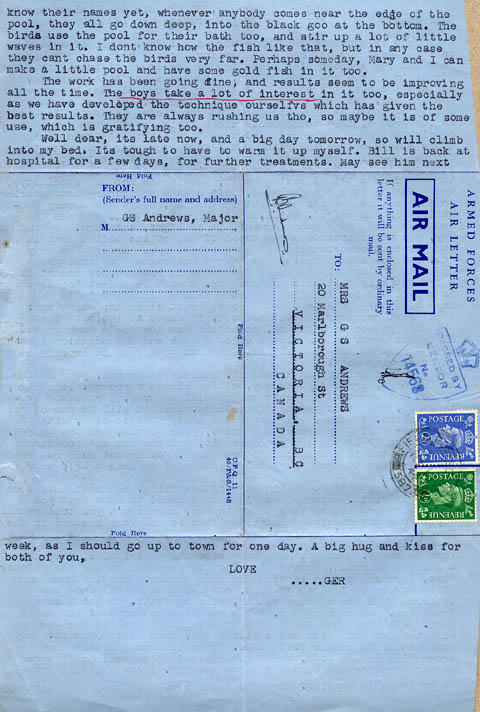 know their names yet, whenever anybody comes near the edge of the
pool, they all go down deep, into the black goo at the bottom. The
birds use the pool for their bath too, and stir up a lot of little
waves in it. I dont know how the fish like that, but in any case
they cant chase the birds very far. Perhaps someday, Mary and I can
make a little pool and have some gold fish in it too.
The work has been going fine, and results seem to be improving
all the time. The boys take a lot of interest in it too, especially
as we have developed the technique ourselfvs which has given the
best results. They are always rushing us tho, so maybe it is of some
use, which is gratifying too.
Well dear, its late now, and a big day tomorrow, so will climb
into my bed. Its tough to have to warm it up myself. Bill is back at
hospital for a few days, for further treatments. May see him next
Fold Here
FROM:
(Sender's full name and address)
GS Andrews, Major
M
Fold Here
C.F.Q. 11
Fold Here
ARMED FORCES
AIR LETTER
AIR MAIL
If anything is enclosed in this
letter it will be sent by ordinary
mail.
TO:
MRS G S ANDREWS
20 Marlborough St
VICTORIA, BC
CANADA
PASSED BY
CENSOR
No
14568
POSTAGE
REVENUE
POSTAGE
REVENUE
week, as I should go up to town for one day. A big hug and kiss for
both of you,
LOVE
.....GER